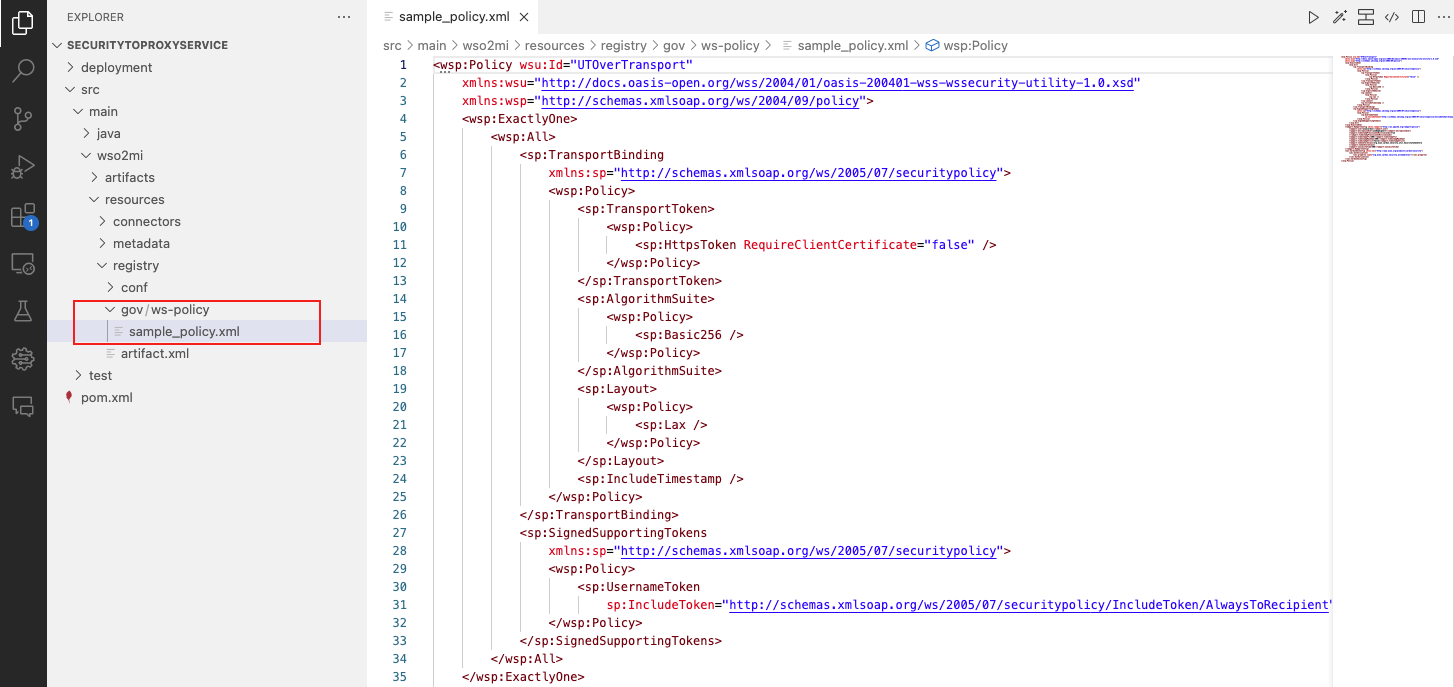 EXPLORER
SECURITYTOPROXYSERVICE
deployment
src
main
java
wso2mi
artifacts
resources
connectors
metadata
registry
conf
gov/ws-policy
sample_policy.xml
artifact.xml
test
pom.xml
1
sample_policy.xml
src > main > wso2mi > resources > registry > gov > ws-policy > sample_policy.xml > wsp:Policy
1 <wsp:Policy wsu:Id="UTOverTransport"
2 xmlns:wsu="http://docs.oasis-open.org/wss/2004/01/oasis-200401-wss-wssecurity-utility-1.0.xsd"
3 xmlns:wsp="http://schemas.xmlsoap.org/ws/2004/09/policy">
4 <wsp:ExactlyOne>
5 <wsp:All>
6 <sp:TransportBinding
7 xmlns:sp="http://schemas.xmlsoap.org/ws/2005/07/securitypolicy">
8 <wsp:Policy>
9 <sp:TransportToken>
10 <wsp:Policy>
11 <sp:HttpsToken RequireClientCertificate="false" />
12 </wsp:Policy>
13 </sp:TransportToken>
14 <sp:AlgorithmSuite>
15 <wsp:Policy>
16 <sp:Basic256 />
17 </wsp:Policy>
18 </sp:AlgorithmSuite>
19 <sp:Layout>
20 <wsp:Policy>
21 <sp:Lax />
22 </wsp:Policy>
23 </sp:Layout>
24 <sp:IncludeTimestamp />
25 </wsp:Policy>
26 </sp:TransportBinding>
27 <sp:SignedSupportingTokens
28 xmlns:sp="http://schemas.xmlsoap.org/ws/2005/07/securitypolicy">
29 <wsp:Policy>
30 <sp:UsernameToken
31 sp:IncludeToken="http://schemas.xmlsoap.org/ws/2005/07/securitypolicy/IncludeToken/AlwaysToRecipient"
32 </wsp:Policy>
33 </sp:SignedSupportingTokens>
34 </wsp:All>
35 </wsp:ExactlyOne>